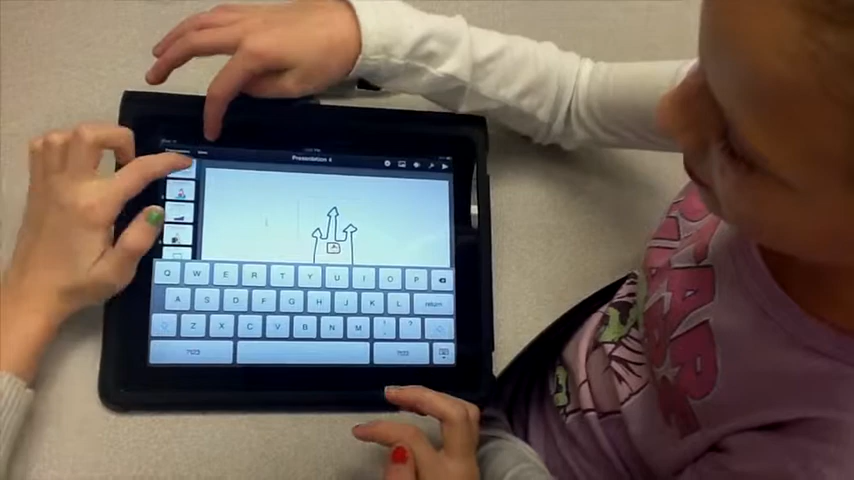 Presentation 4
Q W E R T Y U I O P
A S D F G H J K L return
Z X C V B N M ! , ? .
.?123 .?123